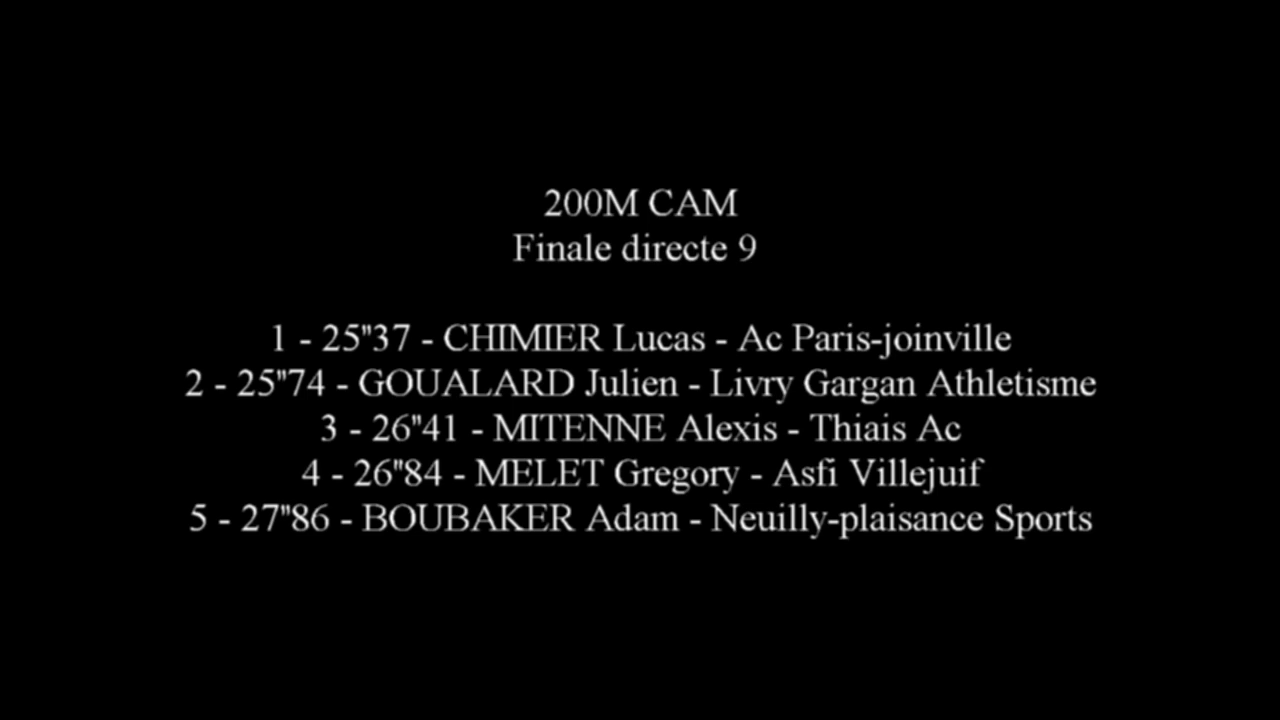 200M CAM
Finale directe 9
1 - 25"37 - CHIMIER Lucas - Ac Paris-joinville
2 - 25"74 - GOUALARD Julien - Livry Gargan Athletisme
3 - 26"41 - MITENNE Alexis - Thiais Ac
4 - 26"84 - MELET Gregory - Asfi Villejuif
5 - 27"86 - BOUBAKER Adam - Neuilly-plaisance Sports